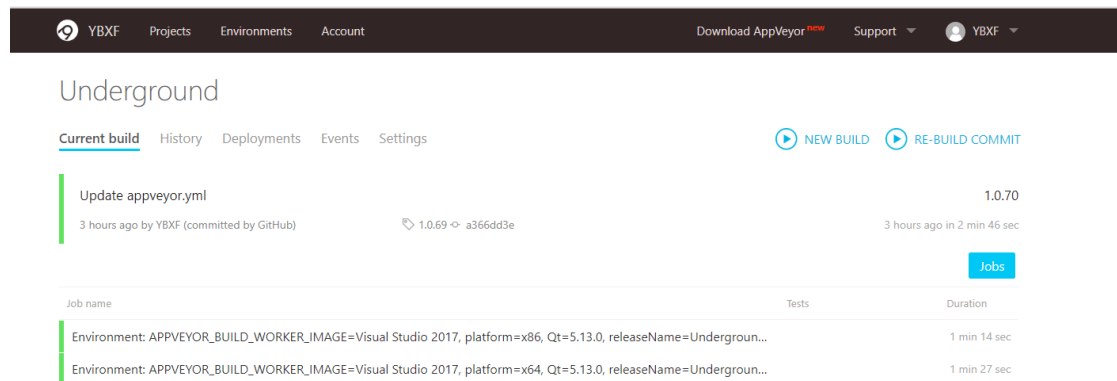 YBXF Projects Environments Account Download AppVeyor new Support YBXF
Underground
Current build History Deployments Events Settings NEW BUILD RE-BUILD COMMIT
Update appveyor.yml 1.0.70
3 hours ago by YBXF (committed by GitHub) 1.0.69 a366dd3e 3 hours ago in 2 min 46 sec
Jobs
Job name Tests Duration
Environment: APPVEYOR_BUILD_WORKER_IMAGE=Visual Studio 2017, platform=x86, Qt=5.13.0, releaseName=Undergroun... 1 min 14 sec
Environment: APPVEYOR_BUILD_WORKER_IMAGE=Visual Studio 2017, platform=x64, Qt=5.13.0, releaseName=Undergroun... 1 min 27 sec